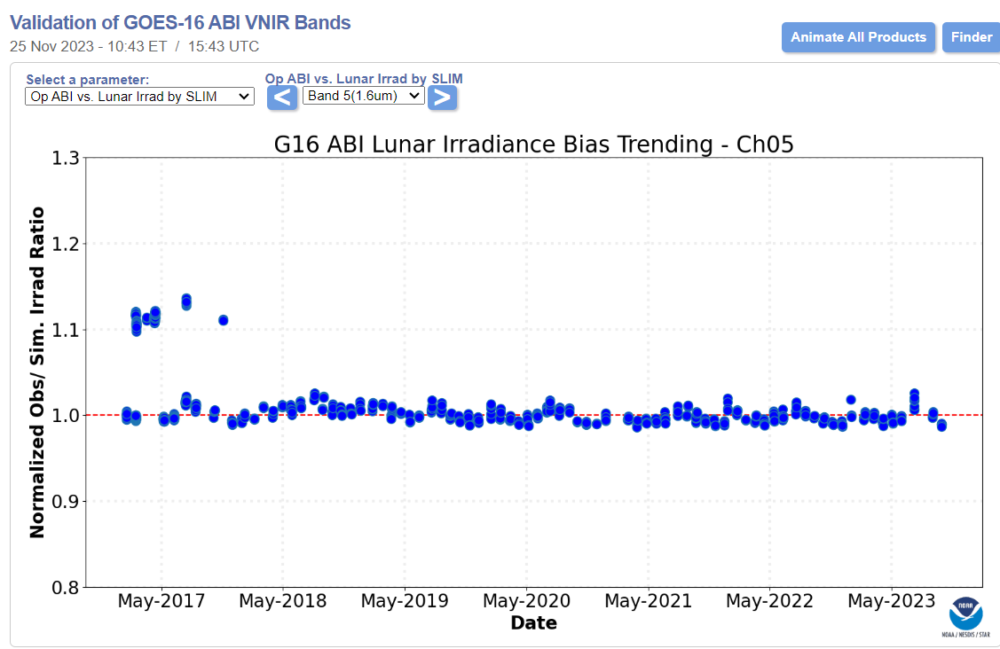 Validation of GOES-16 ABI VNIR Bands
25 Nov 2023 - 10:43 ET / 15:43 UTC
Animate All Products
Finder
Select a parameter:
Op ABI vs. Lunar Irrad by SLIM
Op ABI vs. Lunar Irrad by SLIM
<
Band 5(1.6um)
>
G16 ABI Lunar Irradiance Bias Trending - Ch05
Normalized Obs/ Sim. Irrad Ratio
1.3
1.2
1.1
1.0
0.9
0.8
May-2017 May-2018 May-2019 May-2020 May-2021 May-2022 May-2023
Date
NOAA
NOAA / NESDIS / STAR